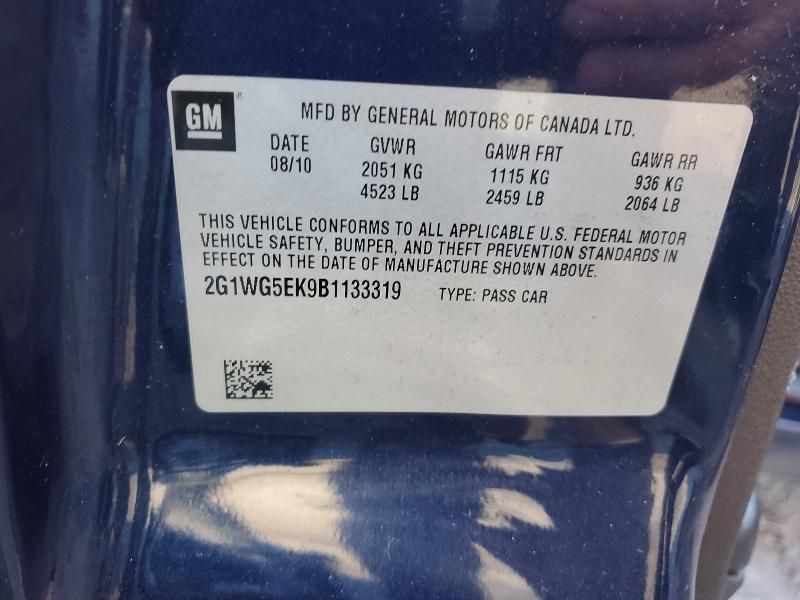 GM ®
MFD BY GENERAL MOTORS OF CANADA LTD.
DATE GVWR GAWR FRT GAWR RR
08/10 2051 KG 1115 KG 936 KG
4523 LB 2459 LB 2064 LB
THIS VEHICLE CONFORMS TO ALL APPLICABLE U.S. FEDERAL MOTOR
VEHICLE SAFETY, BUMPER, AND THEFT PREVENTION STANDARDS IN
EFFECT ON THE DATE OF MANUFACTURE SHOWN ABOVE.
2G1WG5EK9B1133319 TYPE: PASS CAR